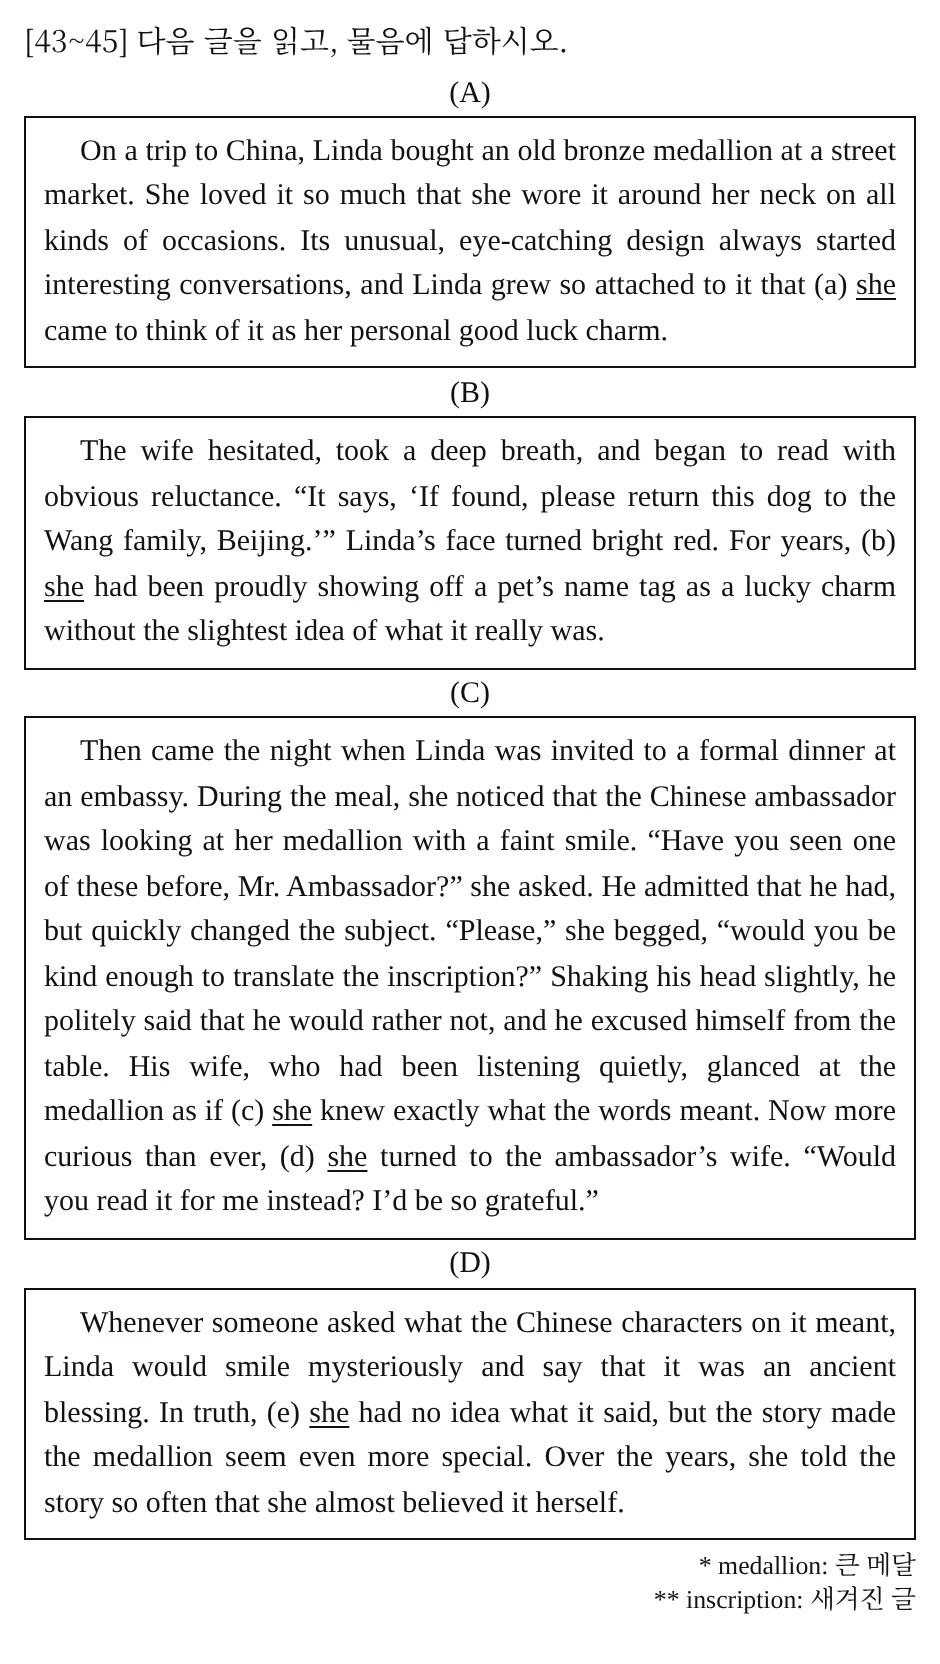 [43~45] 다음 글을 읽고, 물음에 답하시오.
(A)
On a trip to China, Linda bought an old bronze medallion at a street
market. She loved it so much that she wore it around her neck on all
kinds of occasions. Its unusual, eye-catching design always started
interesting conversations, and Linda grew so attached to it that (a) she
came to think of it as her personal good luck charm.
(B)
The wife hesitated, took a deep breath, and began to read with
obvious reluctance. “It says, ‘If found, please return this dog to the
Wang family, Beijing.’” Linda’s face turned bright red. For years, (b)
she had been proudly showing off a pet’s name tag as a lucky charm
without the slightest idea of what it really was.
(C)
Then came the night when Linda was invited to a formal dinner at
an embassy. During the meal, she noticed that the Chinese ambassador
was looking at her medallion with a faint smile. “Have you seen one
of these before, Mr. Ambassador?” she asked. He admitted that he had,
but quickly changed the subject. “Please,” she begged, “would you be
kind enough to translate the inscription?” Shaking his head slightly, he
politely said that he would rather not, and he excused himself from the
table. His wife, who had been listening quietly, glanced at the
medallion as if (c) she knew exactly what the words meant. Now more
curious than ever, (d) she turned to the ambassador’s wife. “Would
you read it for me instead? I’d be so grateful.”
(D)
Whenever someone asked what the Chinese characters on it meant,
Linda would smile mysteriously and say that it was an ancient
blessing. In truth, (e) she had no idea what it said, but the story made
the medallion seem even more special. Over the years, she told the
story so often that she almost believed it herself.
* medallion: 큰 메달
** inscription: 새겨진 글